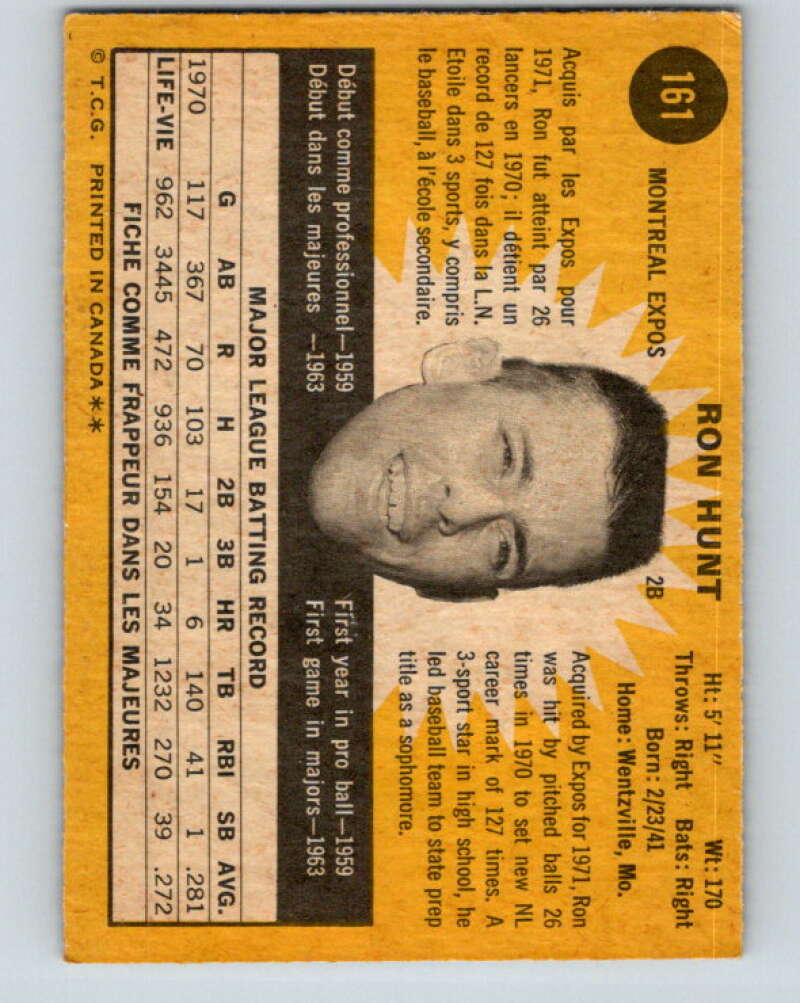 161
RON HUNT
MONTREAL EXPOS
2B
Ht: 5' 11" Wt: 170
Throws: Right Bats: Right
Born: 2/23/41
Home: Wentzville, Mo.
Acquis par les Expos pour
1971, Ron fut atteint par 26
lancers en 1970; il détient un
record de 127 fois dans la L.N.
Etoile dans 3 sports, y compris
le baseball, à l'école secondaire.
Acquired by Expos for 1971, Ron
was hit by pitched balls 26
times in 1970 to set new NL
career mark of 127 times. A
3-sport star in high school, he
led baseball team to state prep
title as a sophomore.
Début comme professionnel—1959
Début dans les majeures —1963
First year in pro ball—1959
First game in majors—1963
MAJOR LEAGUE BATTING RECORD
G AB R H 2B 3B HR TB RBI SB AVG.
1970 117 367 70 103 17 1 6 140 41 1 .281
LIFE-VIE 962 3445 472 936 154 20 34 1232 270 39 .272
FICHE COMME FRAPPEUR DANS LES MAJEURES
© T.C.G. PRINTED IN CANADA**